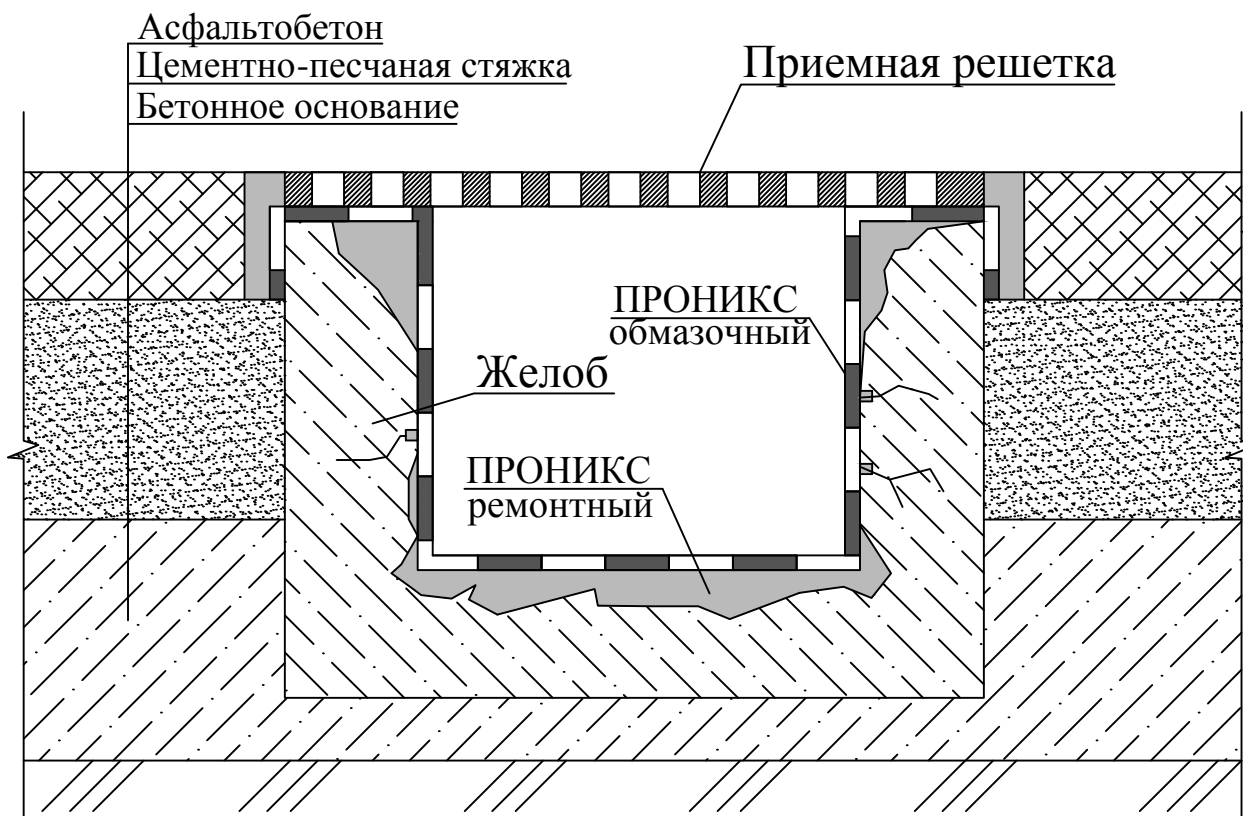 Асфальтобетон
Цементно-песчаная стяжка
Бетонное основание
Приемная решетка
ПРОНИКС
обмазочный
Желоб
ПРОНИКС
ремонтный